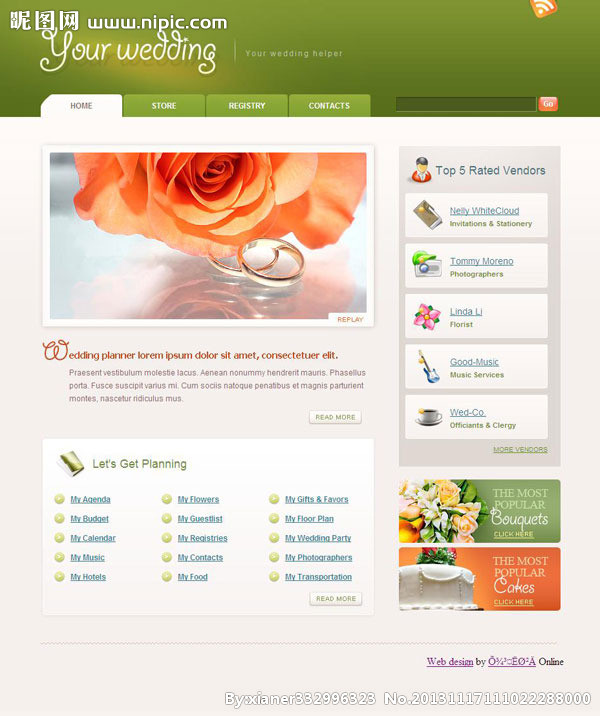 昵图网 www.nipic.com
Your wedding
Your wedding helper
HOME STORE REGISTRY CONTACTS
Go
REPLAY
Wedding planner lorem ipsum dolor sit amet, consectetuer elit.
Praesent vestibulum molestie lacus. Aenean nonummy hendrerit mauris. Phasellus
porta. Fusce suscipit varius mi. Cum sociis natoque penatibus et magnis parturient
montes, nascetur ridiculus mus.
READ MORE
Let's Get Planning
My Agenda My Flowers My Gifts & Favors
My Budget My Guestlist My Floor Plan
My Calendar My Registries My Wedding Party
My Music My Contacts My Photographers
My Hotels My Food My Transportation
READ MORE
Top 5 Rated Vendors
Nelly WhiteCloud
Invitations & Stationery
Tommy Moreno
Photographers
Linda Li
Florist
Good-Music
Music Services
Wed-Co.
Officiants & Clergy
MORE VENDORS
THE MOST
POPULAR
Bouquets
CLICK HERE
THE MOST
POPULAR
Cakes
CLICK HERE
Web design by Õ¾³¤ËØ²Ä Online
By:xianer332996323 No.20131117111022288000